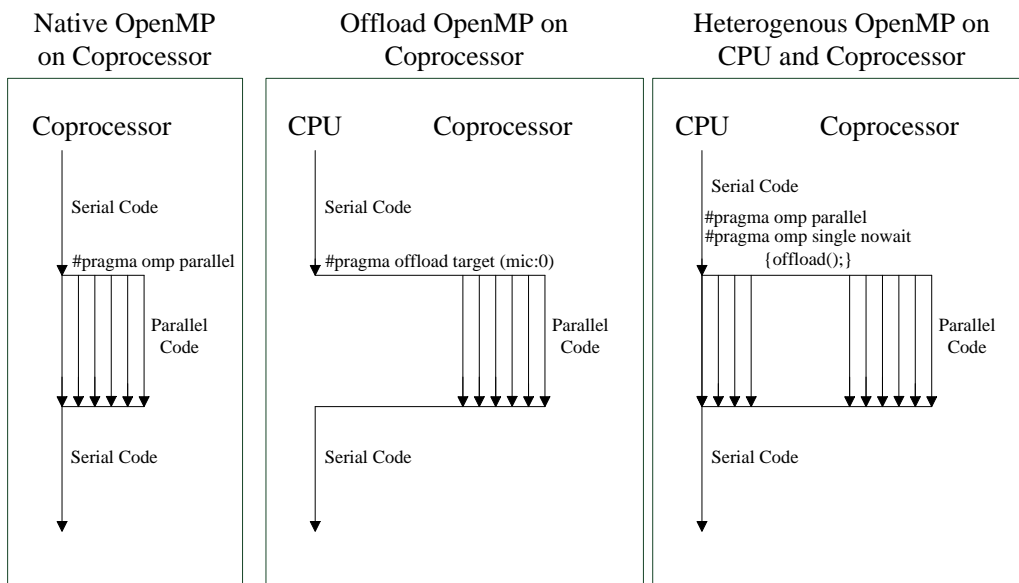 Native OpenMP
on Coprocessor
Coprocessor
Serial Code
#pragma omp parallel
Parallel
Code
Serial Code
Offload OpenMP on
Coprocessor
CPU Coprocessor
Serial Code
#pragma offload target (mic:0)
Parallel
Code
Serial Code
Heterogenous OpenMP on
CPU and Coprocessor
CPU Coprocessor
Serial Code
#pragma omp parallel
#pragma omp single nowait
{offload();}
Parallel
Code
Serial Code